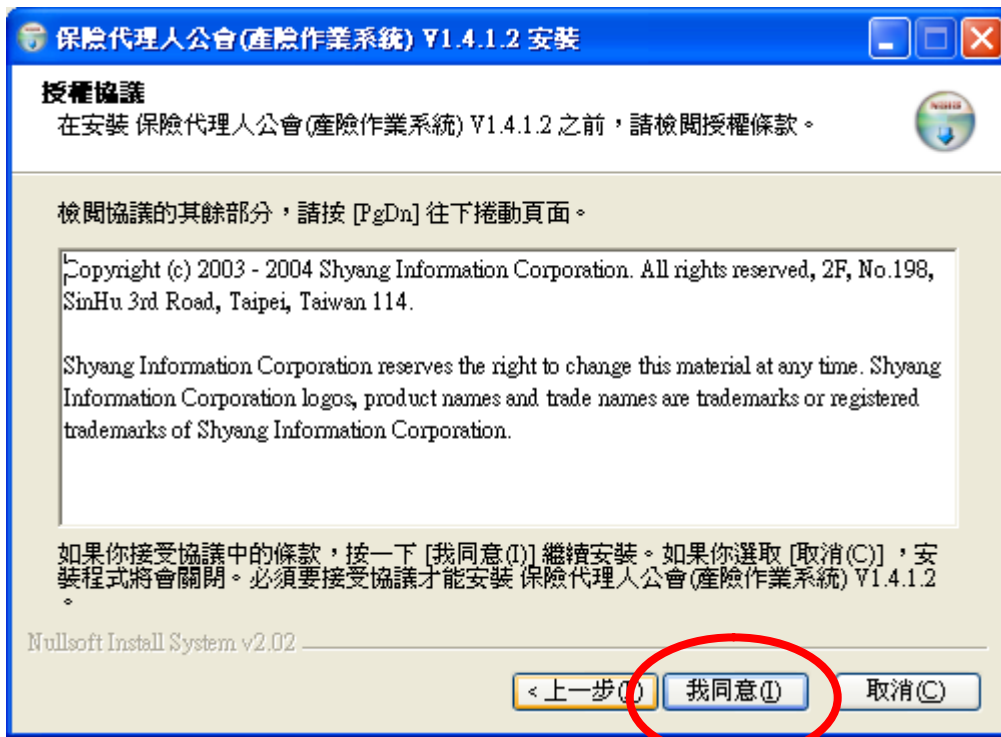 保險代理人公會(產險作業系統) V1.4.1.2 安裝
授權協議
在安裝 保險代理人公會(產險作業系統) V1.4.1.2 之前，請檢閱授權條款。
檢閱協議的其餘部分，請按 [PgDn] 往下捲動頁面。
Copyright (c) 2003 - 2004 Shyang Information Corporation. All rights reserved, 2F, No.198,
SinHu 3rd Road, Taipei, Taiwan 114.
Shyang Information Corporation reserves the right to change this material at any time. Shyang
Information Corporation logos, product names and trade names are trademarks or registered
trademarks of Shyang Information Corporation.
如果你接受協議中的條款，按一下 [我同意(I)] 繼續安裝。如果你選取 [取消(C)] ，安
裝程式將會關閉。必須要接受協議才能安裝 保險代理人公會(產險作業系統) V1.4.1.2
。
Nullsoft Install System v2.02
<上一步 我同意(I) 取消(C)